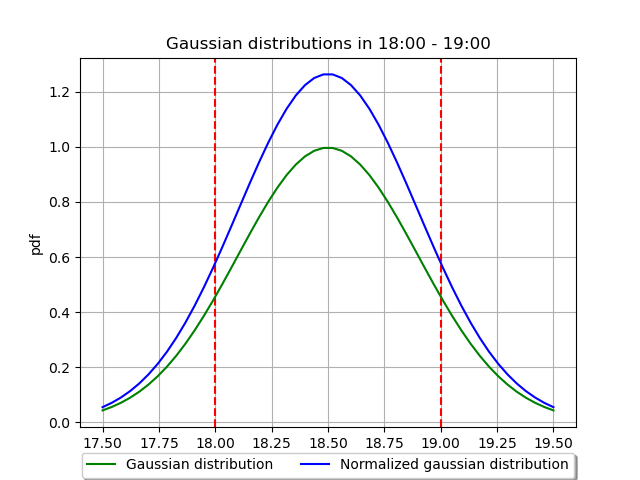 Gaussian distributions in 18:00 - 19:00
pdf
1.2
1.0
0.8
0.6
0.4
0.2
0.0
17.50 17.75 18.00 18.25 18.50 18.75 19.00 19.25 19.50
Gaussian distribution Normalized gaussian distribution